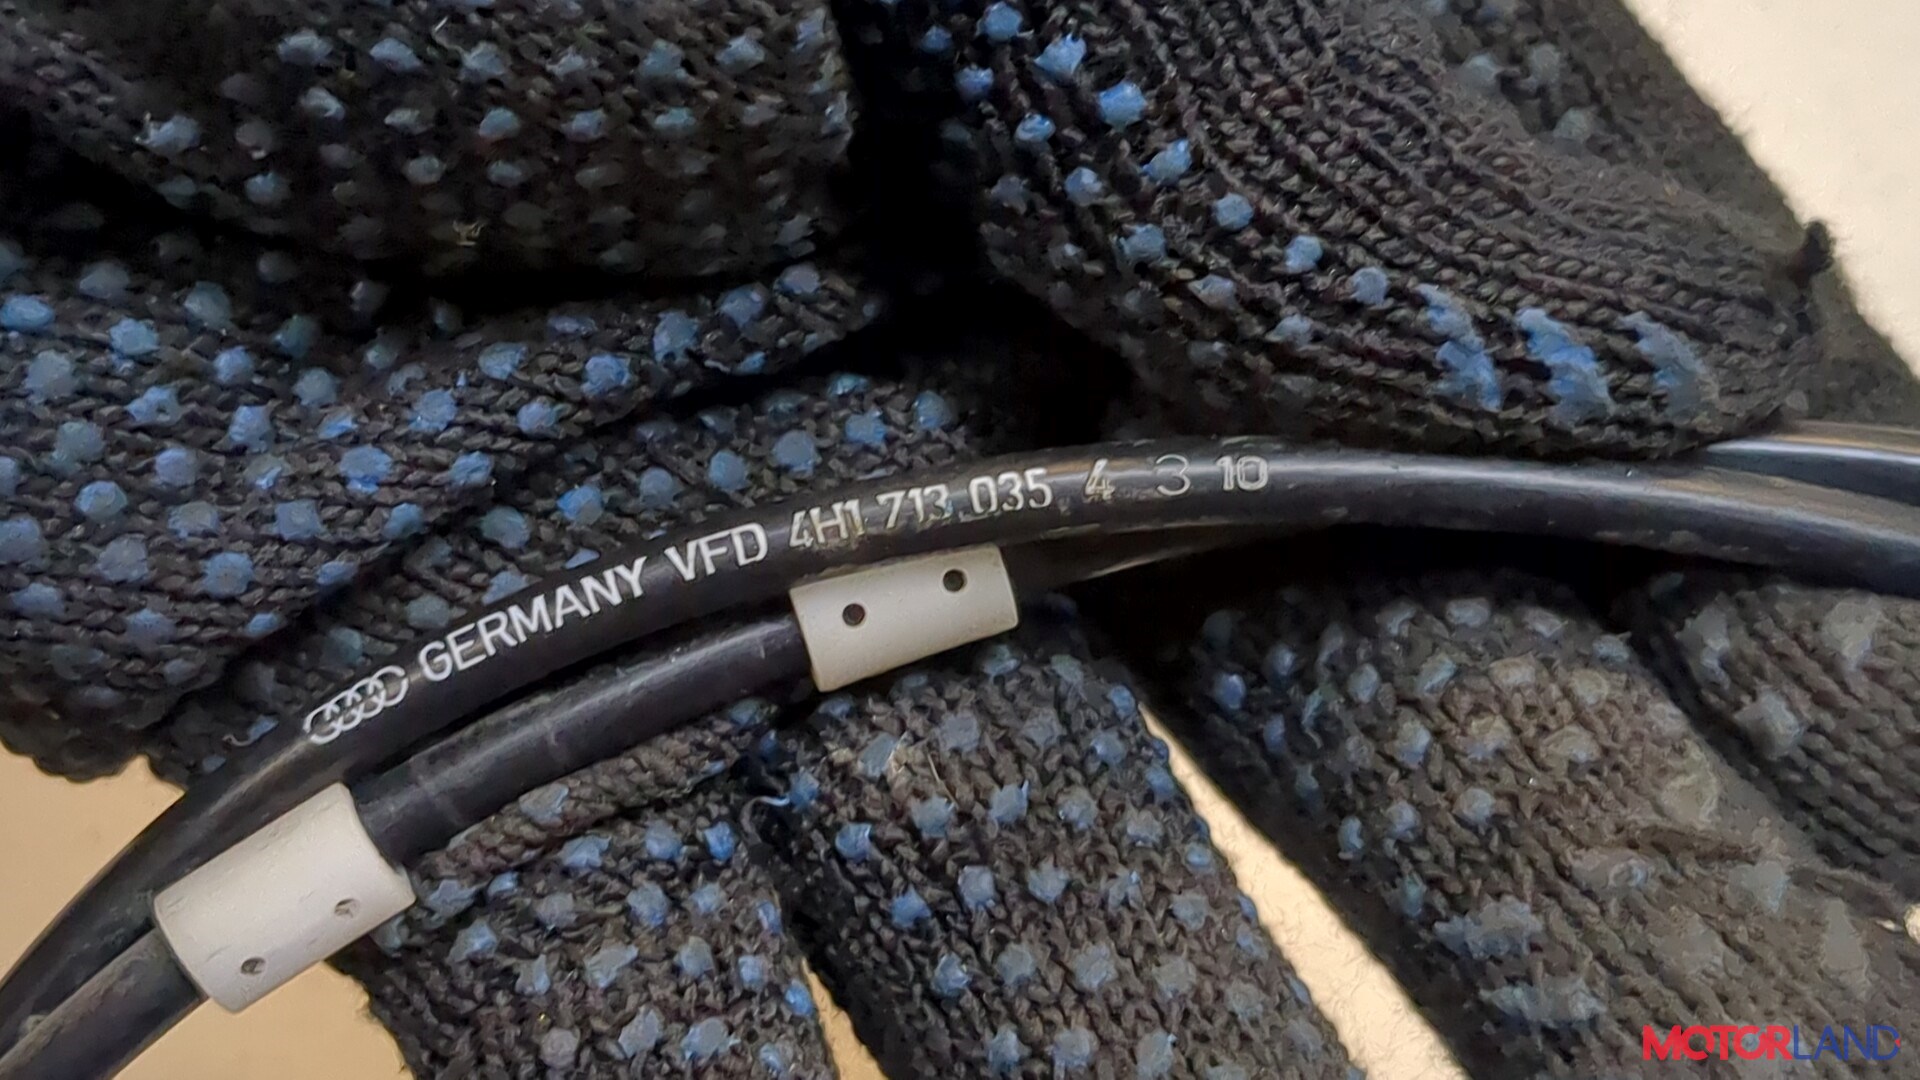 GERMANY VFD 4H1 713 035 4 3 10
MOTORLAND